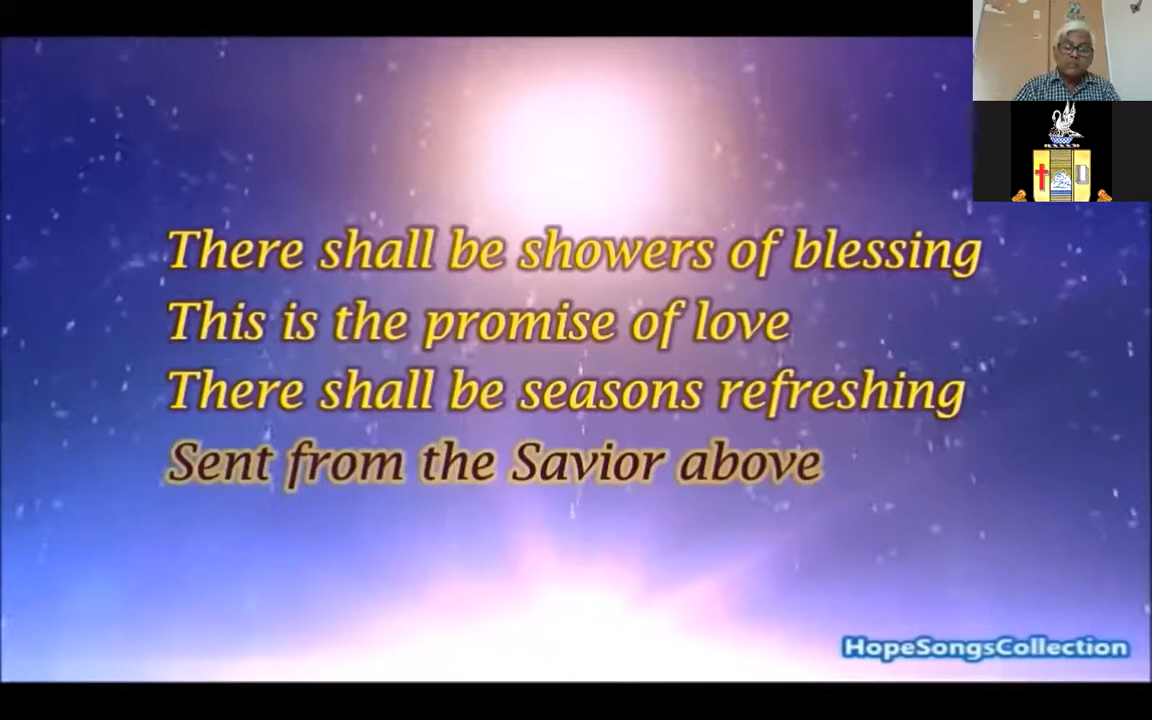 There shall be showers of blessing
This is the promise of love
There shall be seasons refreshing
Sent from the Savior above
HopeSongsCollection